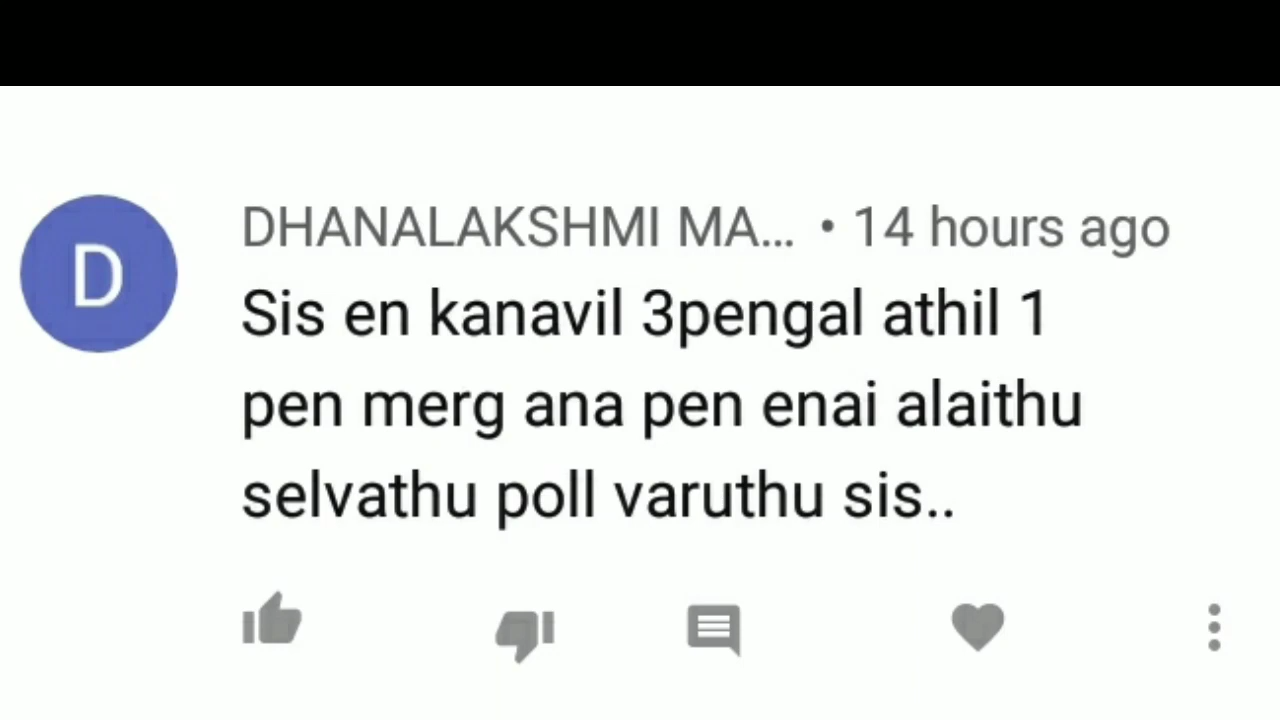 D
DHANALAKSHMI MA... • 14 hours ago
Sis en kanavil 3pengal athil 1
pen merg ana pen enai alaithu
selvathu poll varuthu sis..